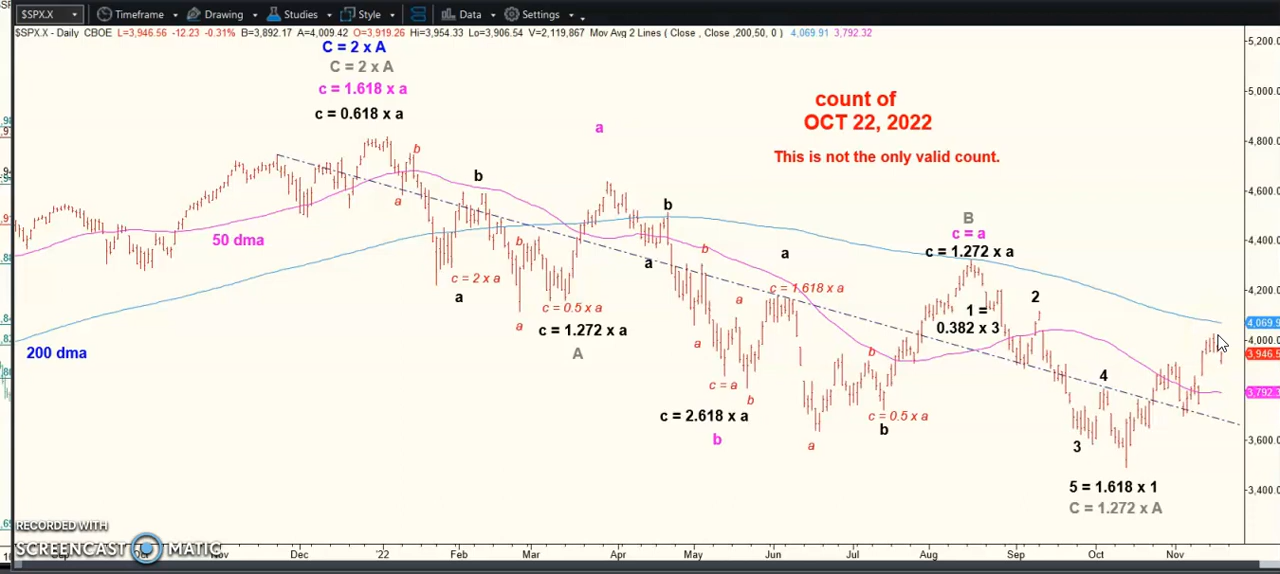 $SPX.X
Timeframe
Drawing
Studies
Style
Data
Settings
$SPX.X - Daily CBOE L=3,946.56 -12.23 -0.31% B=3,892.17 A=4,009.42 O=3,919.26 Hi=3,954.33 Lo=3,906.54 V=2,119,867 Mov Avg 2 Lines ( Close , Close ,200,50, 0 ) 4,069.91 3,792.32
C = 2 x A
C = 2 x A
c = 1.618 x a
c = 0.618 x a
count of
OCT 22, 2022
This is not the only valid count.
a
b
b
a
b
a
c = 2 x a
b
a
c = 0.5 x a
c = 1.272 x a
A
b
a
b
a
a
c = a
b
c = 2.618 x a
b
a
c = 1.618 x a
a
b
c = 0.5 x a
b
B
c = a
c = 1.272 x a
1 =
0.382 x 3
2
3
4
5 = 1.618 x 1
C = 1.272 x A
50 dma
200 dma
5,200.
5,000.
4,800.
4,600.
4,400.
4,200.
4,069.9
4,000.
3,946.5
3,792.3
3,600.
3,400.
RECORDED WITH
SCREENCAST MATIC
Nov
Dec
'22
Feb
Mar
Apr
May
Jun
Jul
Aug
Sep
Oct
Nov